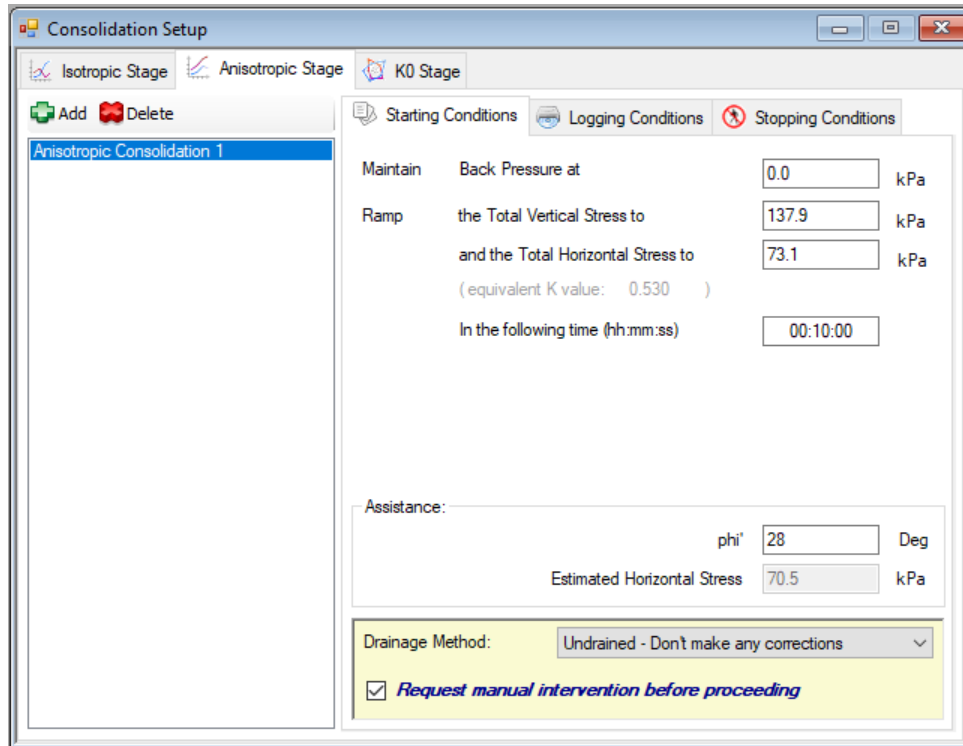 Consolidation Setup
Isotropic Stage Anisotropic Stage K0 Stage
Add Delete
Starting Conditions Logging Conditions Stopping Conditions
Anisotropic Consolidation 1
Maintain Back Pressure at 0.0 kPa
Ramp the Total Vertical Stress to 137.9 kPa
and the Total Horizontal Stress to 73.1 kPa
( equivalent K value: 0.530 )
In the following time (hh:mm:ss) 00:10:00
Assistance:
phi' 28 Deg
Estimated Horizontal Stress 70.5 kPa
Drainage Method: Undrained - Don't make any corrections
Request manual intervention before proceeding